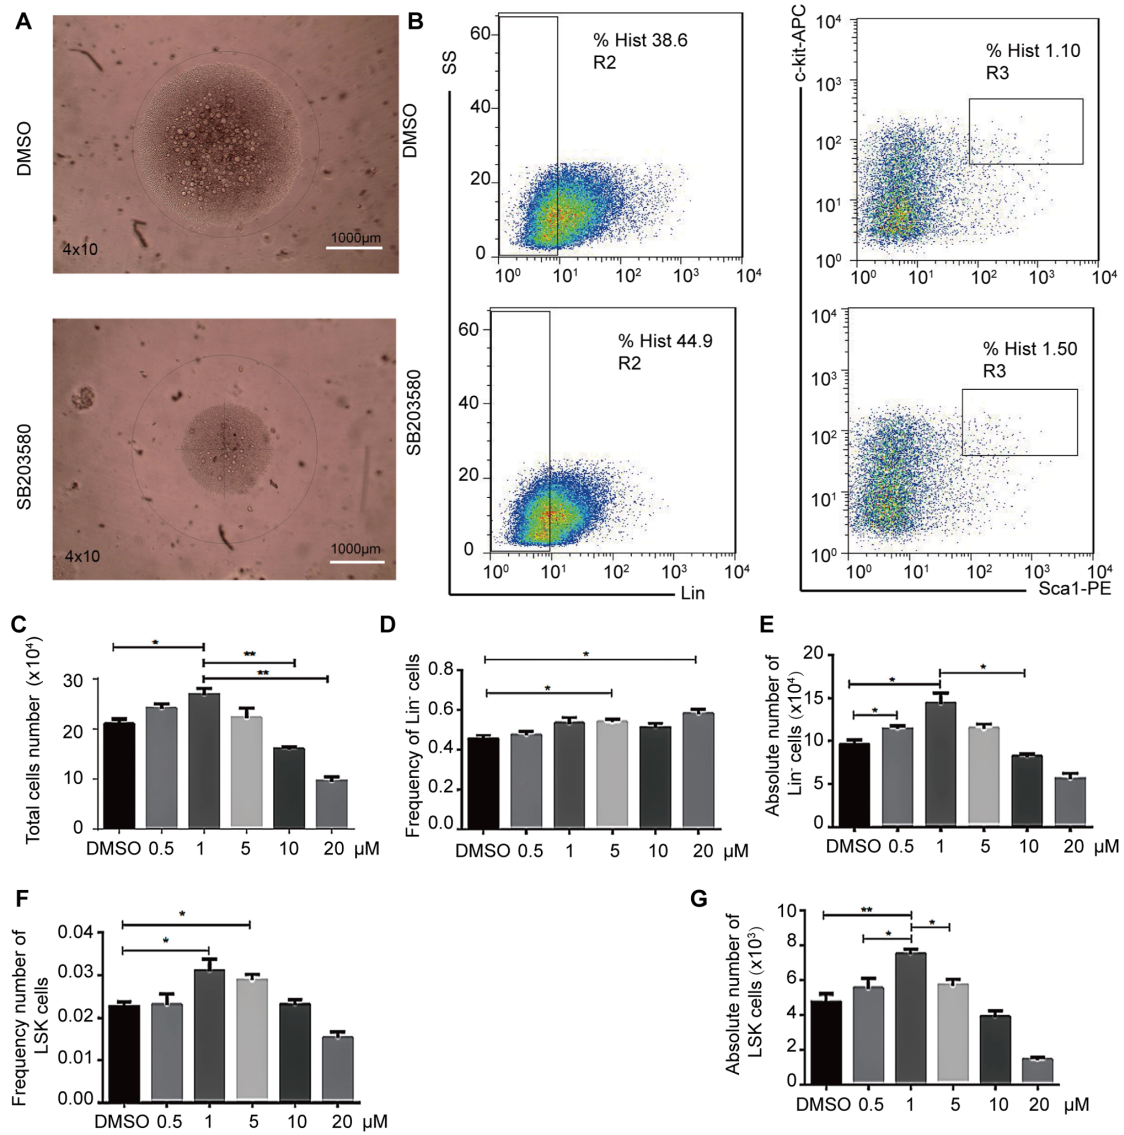 A
DMSO
4x10
1000µm
SB203580
4x10
1000µm
B
DMSO
SS
60
40
20
0
% Hist 38.6
R2
10⁰ 10¹ 10² 10³ 10⁴
c-kit-APC
10⁴
10³
10²
10¹
10⁰
% Hist 1.10
R3
10⁰ 10¹ 10² 10³ 10⁴
SB203580
60
40
20
0
% Hist 44.9
R2
10⁰ 10¹ 10² 10³ 10⁴
Lin
10⁴
10³
10²
10¹
10⁰
% Hist 1.50
R3
10⁰ 10¹ 10² 10³ 10⁴
Sca1-PE
C
Total cells number (x10⁴)
30
20
10
0
*
**
**
DMSO 0.5 1 5 10 20 µM
D
Frequency of Lin⁻ cells
0.8
0.6
0.4
0.2
0.0
*
*
DMSO 0.5 1 5 10 20 µM
E
Absolute number of
Lin⁻ cells (x10⁴)
20
15
10
5
0
*
*
*
DMSO 0.5 1 5 10 20 µM
F
Frequency number of
LSK cells
0.04
0.03
0.02
0.01
0.00
*
*
DMSO 0.5 1 5 10 20 µM
G
Absolute number of
LSK cells (x10³)
10
8
6
4
2
0
**
*
*
DMSO 0.5 1 5 10 20 µM